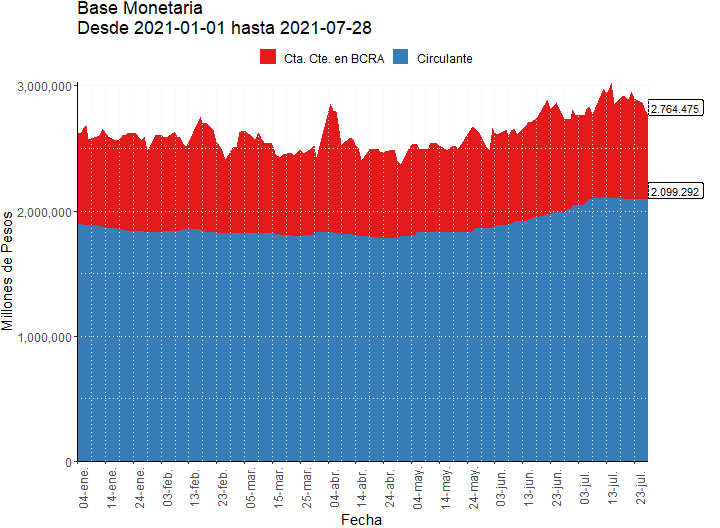 Base Monetaria
Desde 2021-01-01 hasta 2021-07-28
Cta. Cte. en BCRA
Circulante
Millones de Pesos
3,000,000
2,000,000
1,000,000
0
2.764.475
2.099.292
04-ene.
14-ene.
24-ene.
03-feb.
13-feb.
23-feb.
05-mar.
15-mar.
25-mar.
04-abr.
14-abr.
24-abr.
04-may.
14-may.
24-may.
03-jun.
13-jun.
23-jun.
03-jul.
13-jul.
23-jul.
Fecha